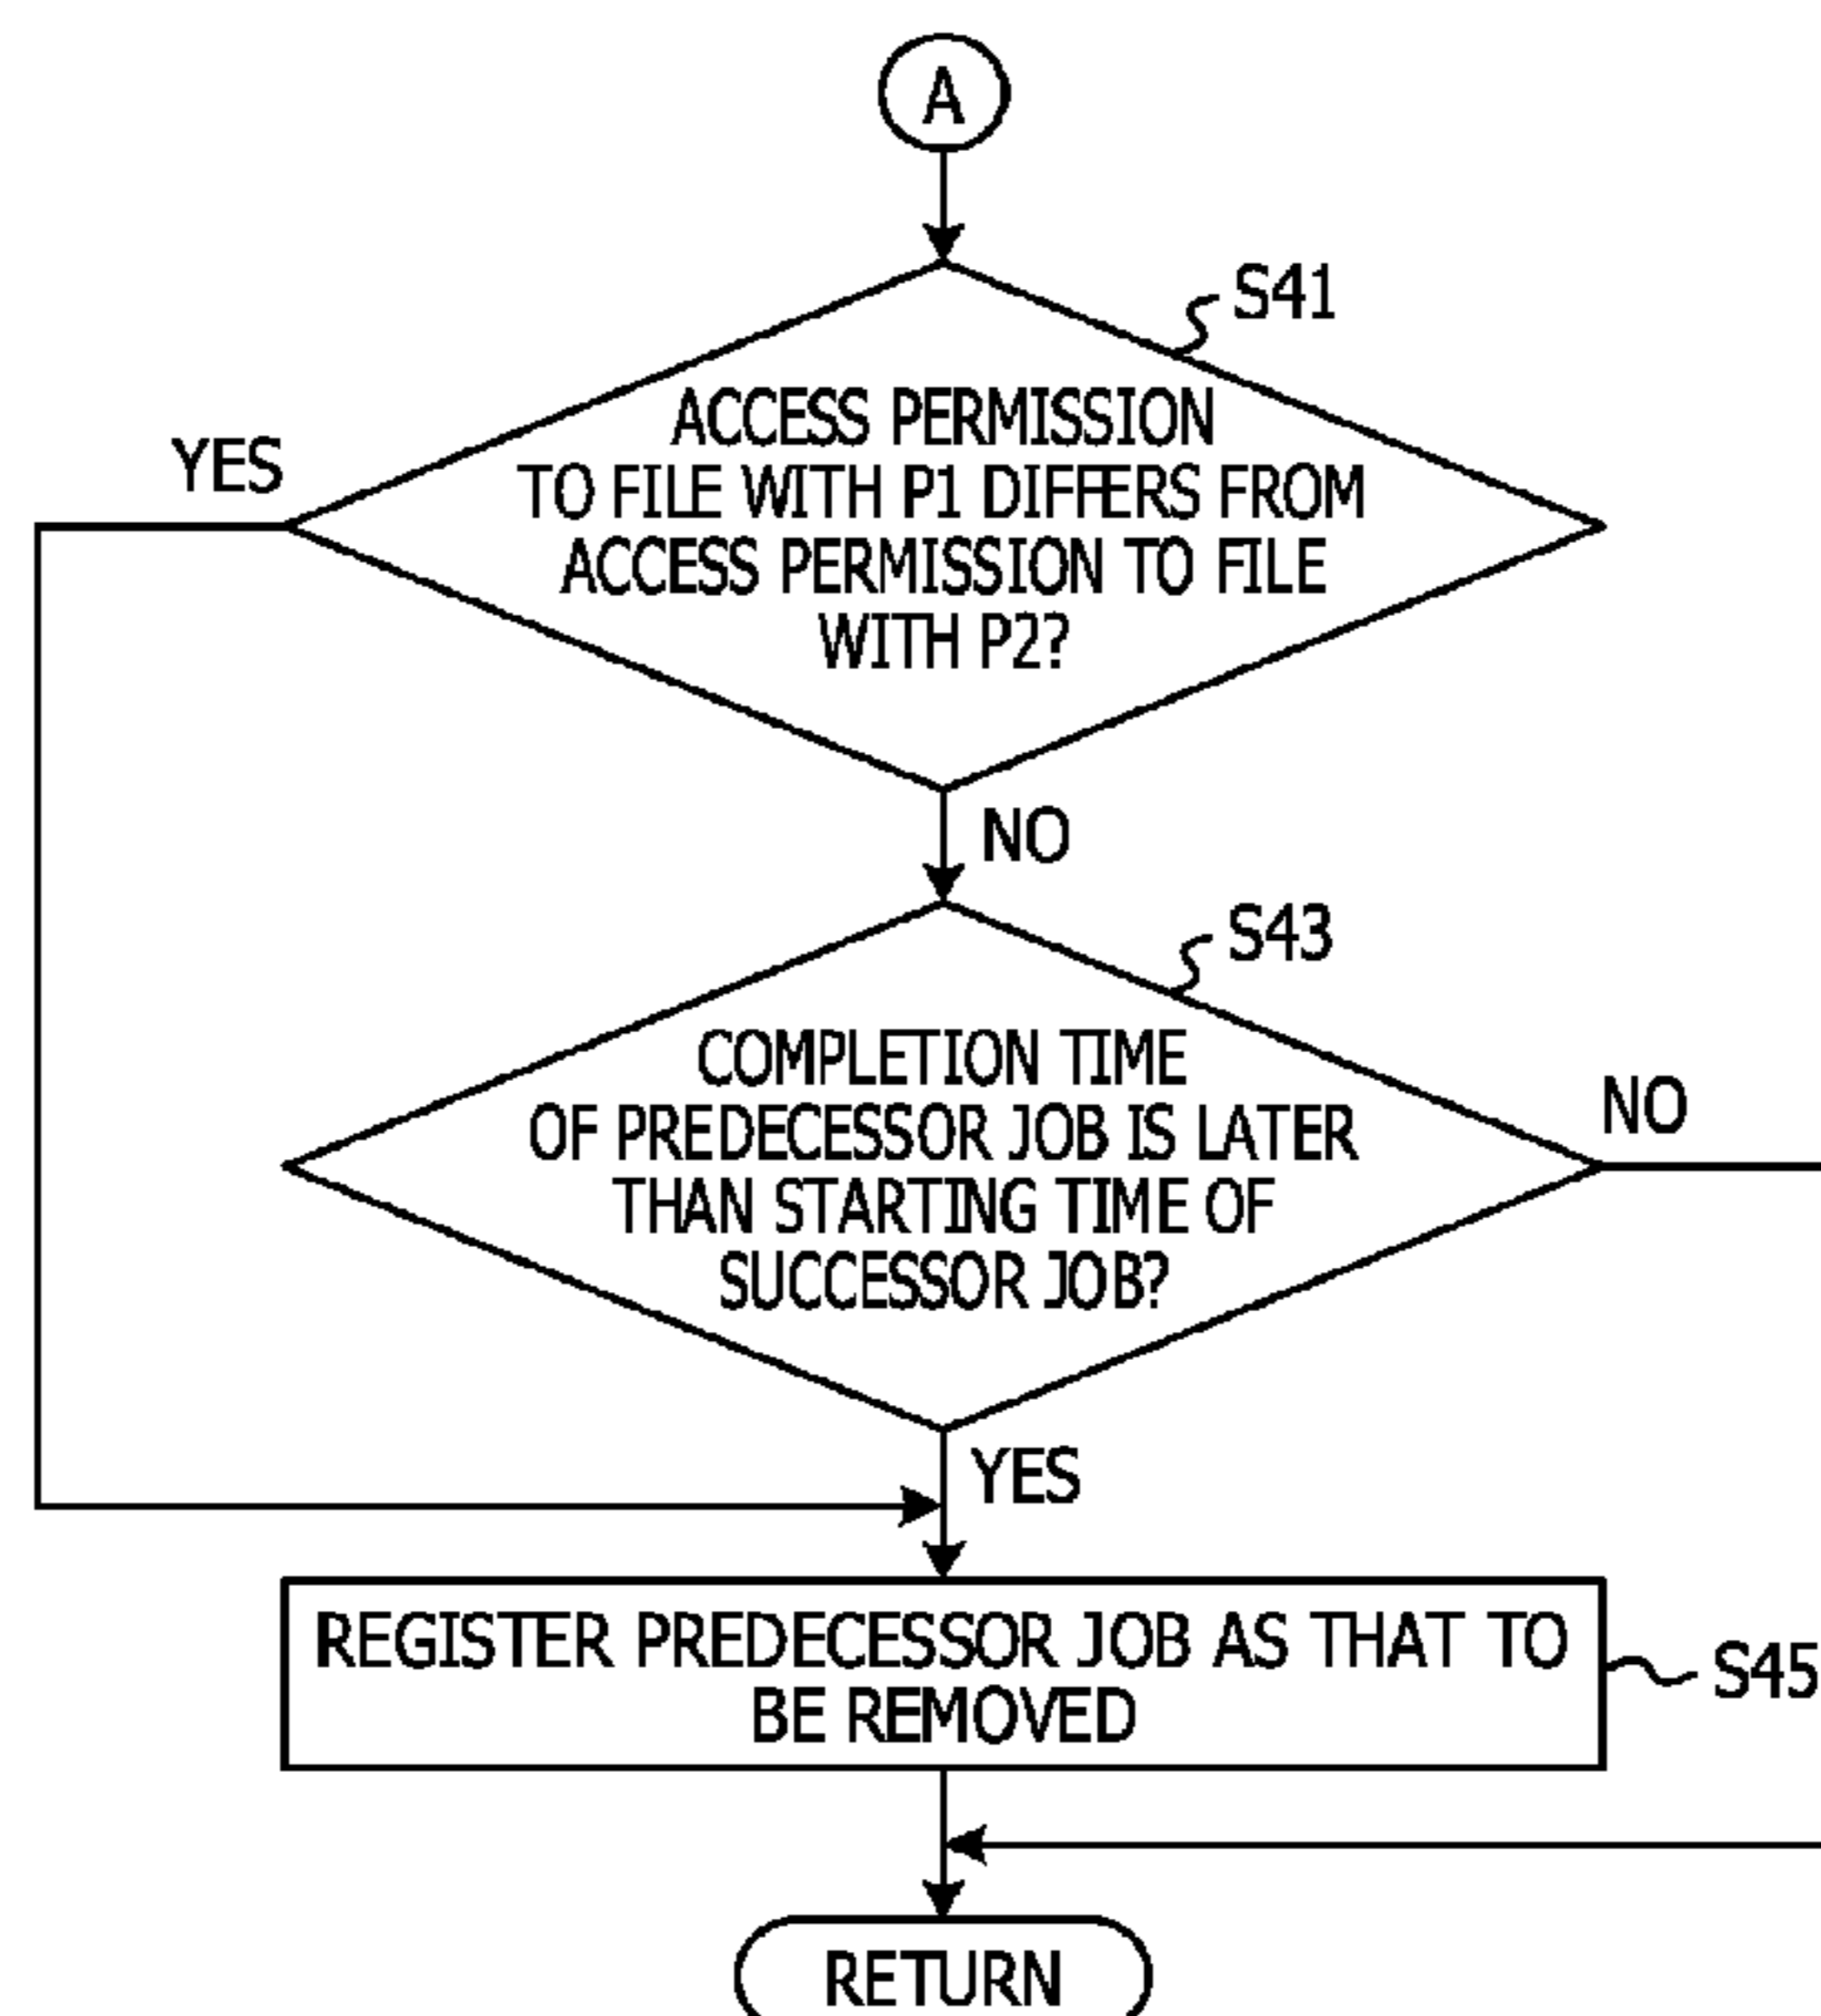 A
S41
ACCESS PERMISSION
TO FILE WITH P1 DIFFERS FROM
ACCESS PERMISSION TO FILE
WITH P2?
YES
NO
S43
COMPLETION TIME
OF PREDECESSOR JOB IS LATER
THAN STARTING TIME OF
SUCCESSOR JOB?
NO
YES
REGISTER PREDECESSOR JOB AS THAT TO
BE REMOVED
S45
RETURN